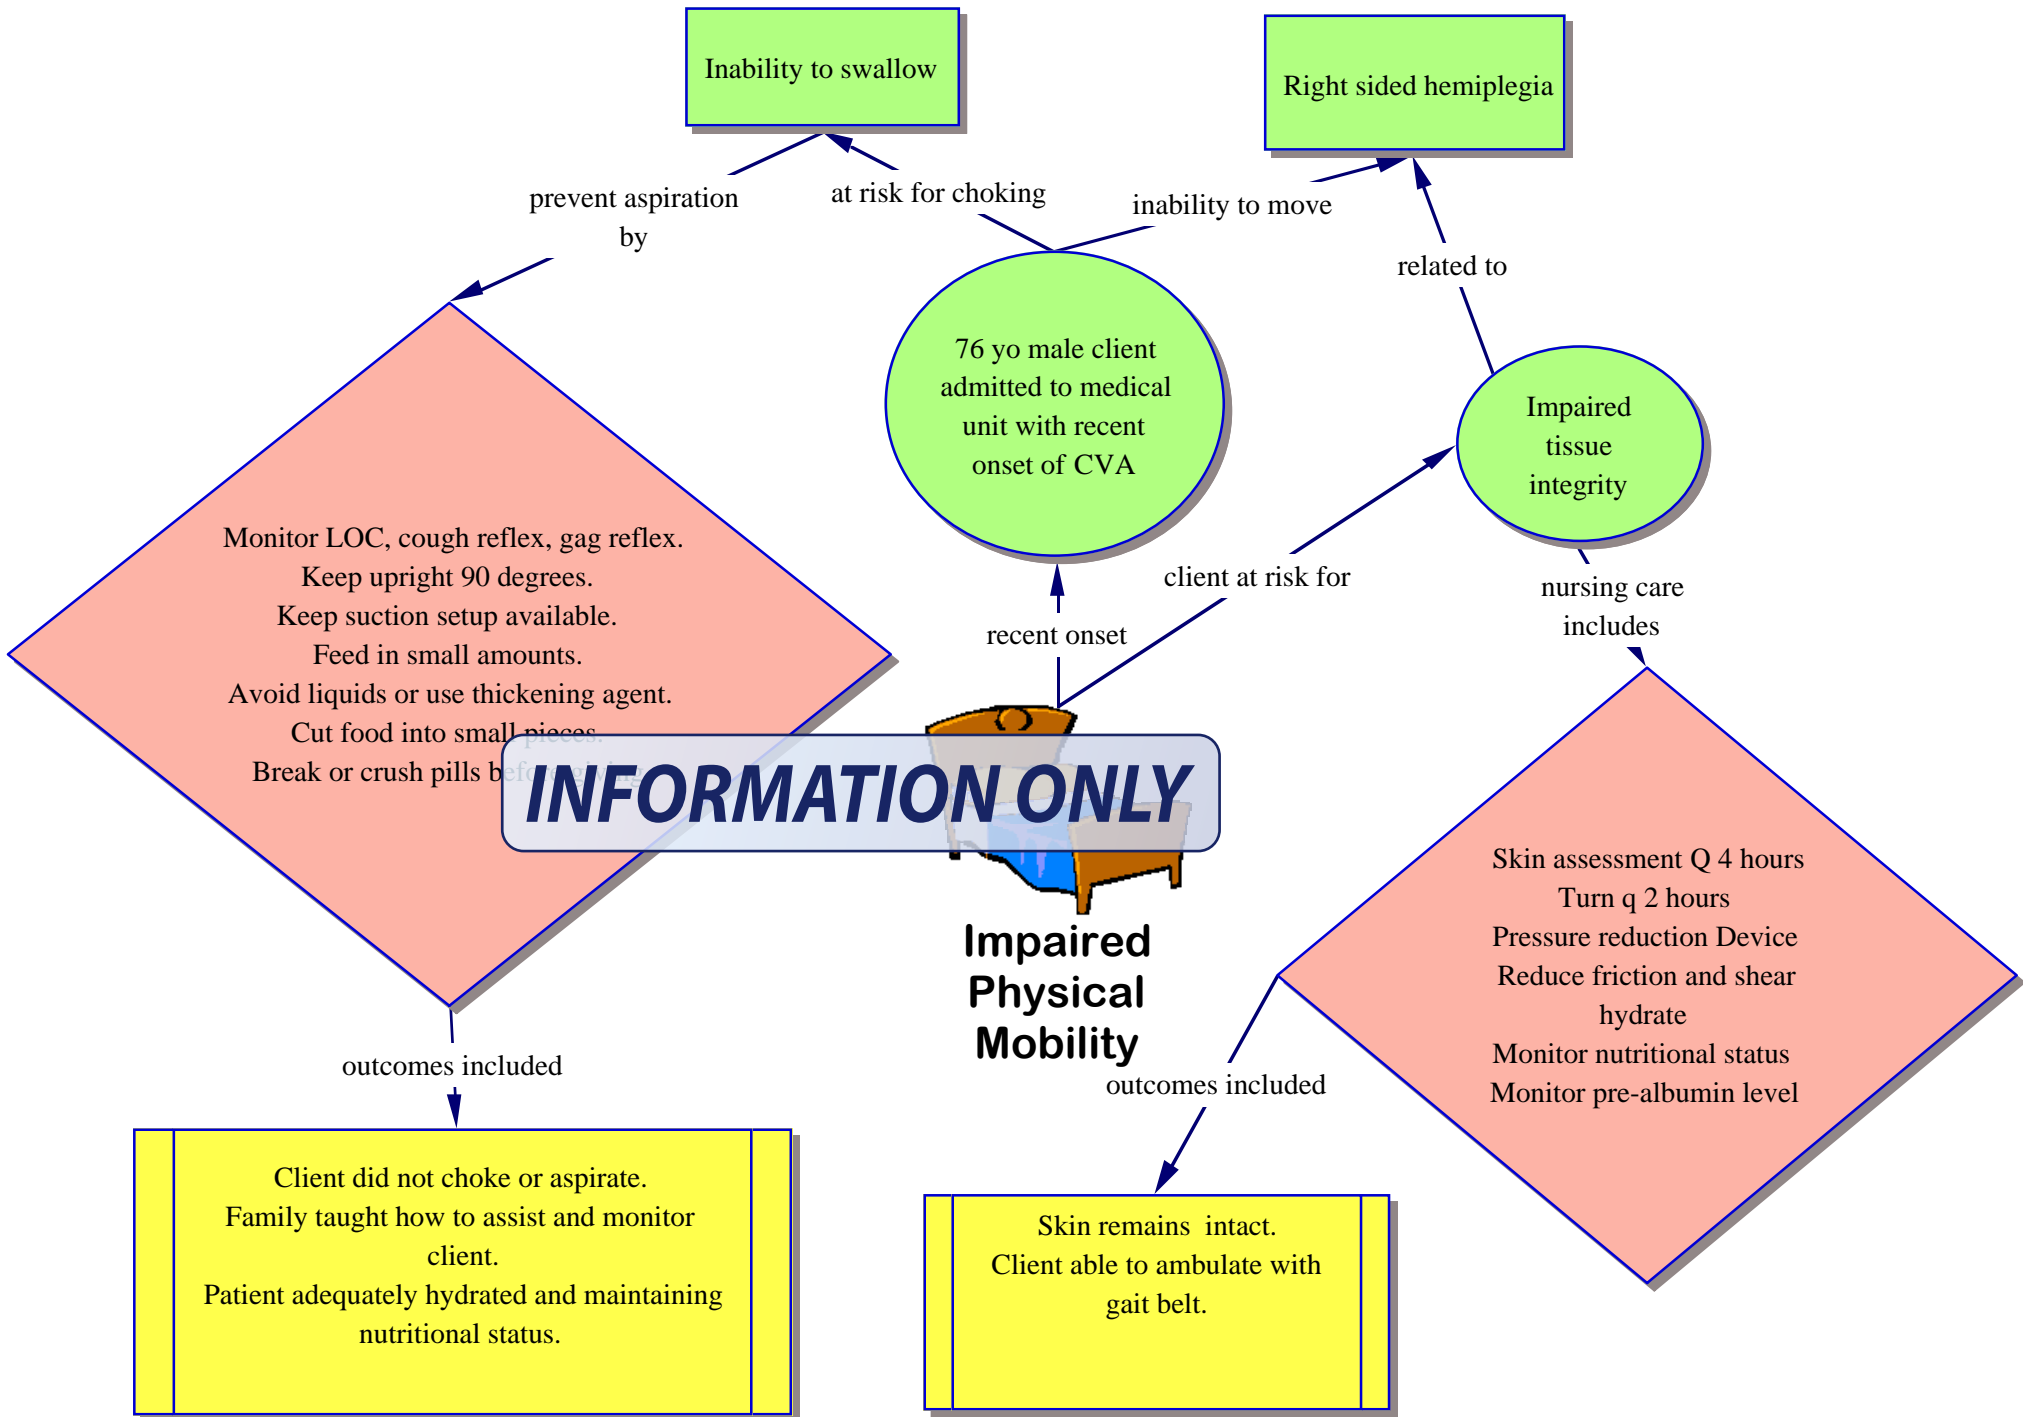 Inability to swallow
Right sided hemiplegia
prevent aspiration
by
at risk for choking
inability to move
related to
76 yo male client
admitted to medical
unit with recent
onset of CVA
Impaired
tissue
integrity
Monitor LOC, cough reflex, gag reflex.
Keep upright 90 degrees.
Keep suction setup available.
Feed in small amounts.
Avoid liquids or use thickening agent.
Cut food into small pieces.
Break or crush pills before giving
recent onset
client at risk for
nursing care
includes
INFORMATION ONLY
Impaired
Physical
Mobility
Skin assessment Q 4 hours
Turn q 2 hours
Pressure reduction Device
Reduce friction and shear
hydrate
Monitor nutritional status
Monitor pre-albumin level
outcomes included
outcomes included
Client did not choke or aspirate.
Family taught how to assist and monitor
client.
Patient adequately hydrated and maintaining
nutritional status.
Skin remains  intact.
Client able to ambulate with
gait belt.